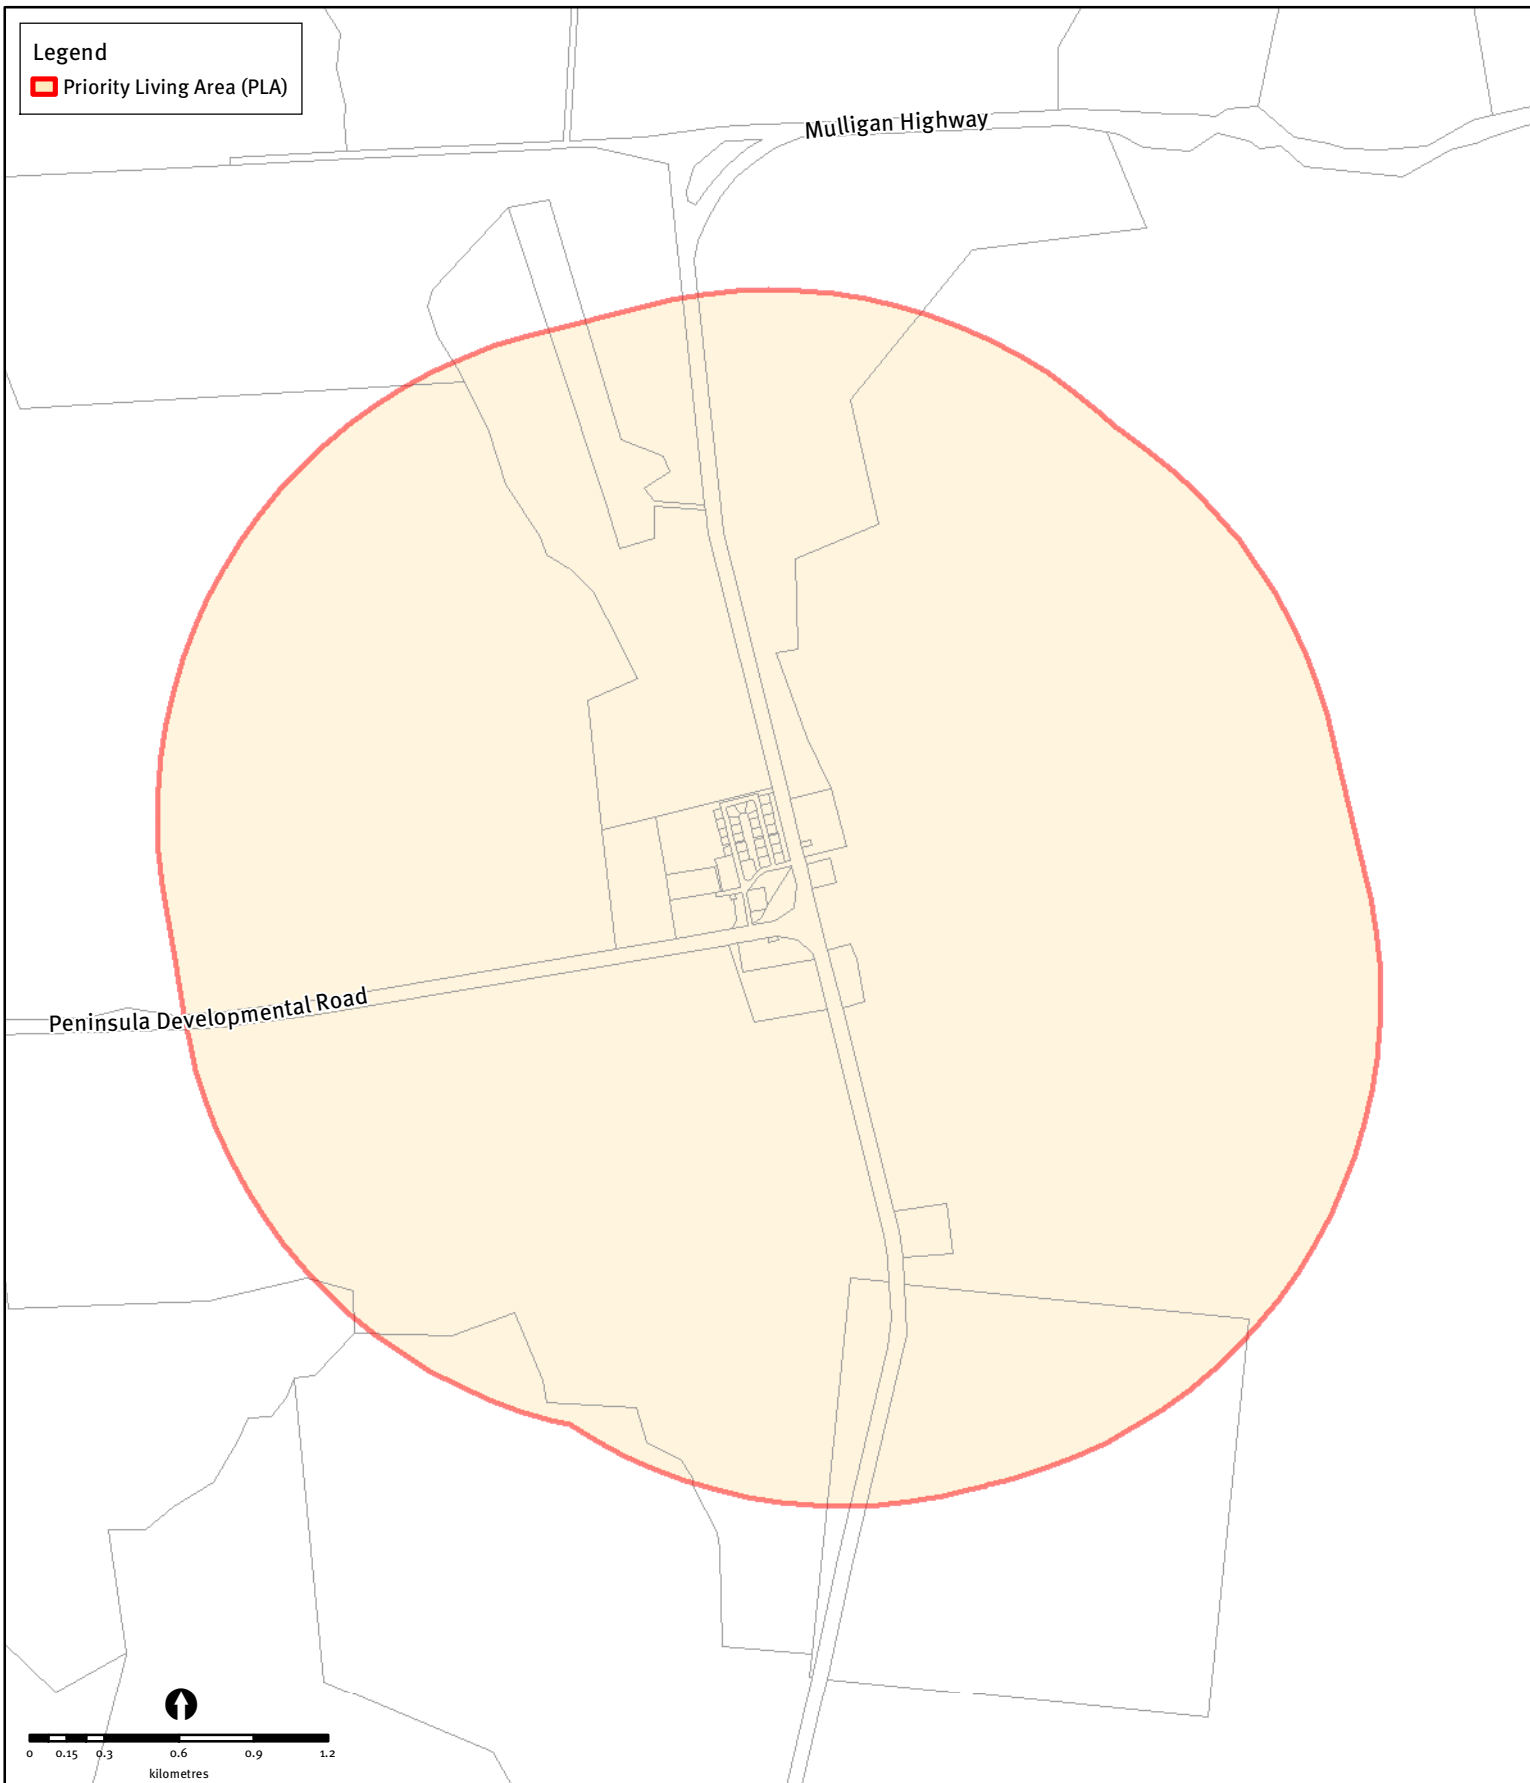 Legend
Priority Living Area (PLA)
Mulligan Highway
Peninsula Developmental Road
0 0.15 0.3 0.6 0.9 1.2
kilometres